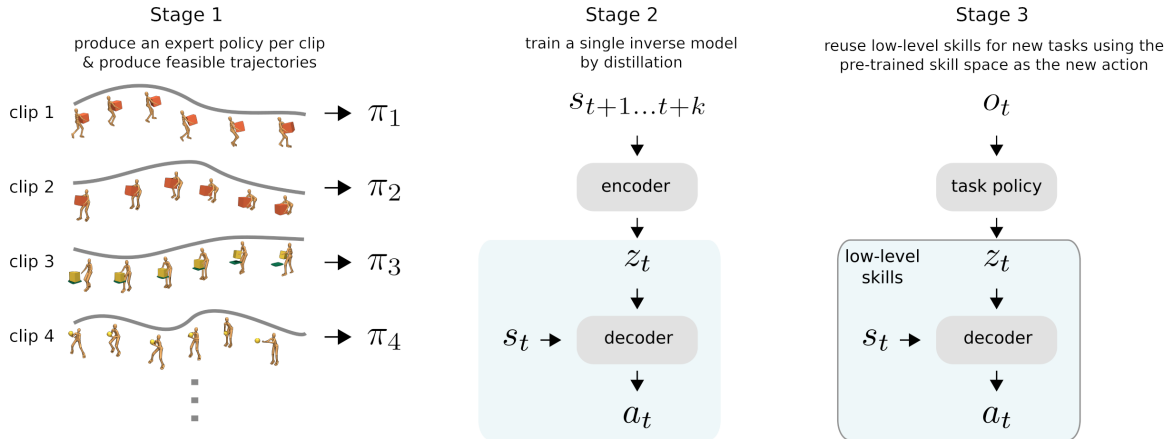 Stage 1
produce an expert policy per clip
& produce feasible trajectories
clip 1
π₁
clip 2
π₂
clip 3
π₃
clip 4
π₄
Stage 2
train a single inverse model
by distillation
sₜ₊₁…ₜ₊ₖ
encoder
zₜ
sₜ
decoder
aₜ
Stage 3
reuse low-level skills for new tasks using the
pre-trained skill space as the new action
oₜ
task policy
low-level
skills
zₜ
sₜ
decoder
aₜ